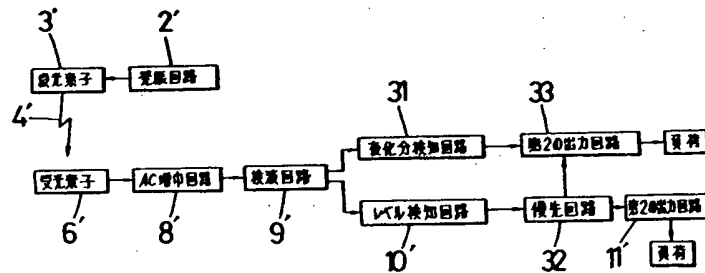 3' 2'
発光素子 発振回路
4' 31 33
変化分検知回路 第2の出力回路 負荷
受光素子 AC増巾回路 検波回路
レベル検知回路 優先回路 第2の出力回路
6' 8' 9' 10' 32 11'
負荷